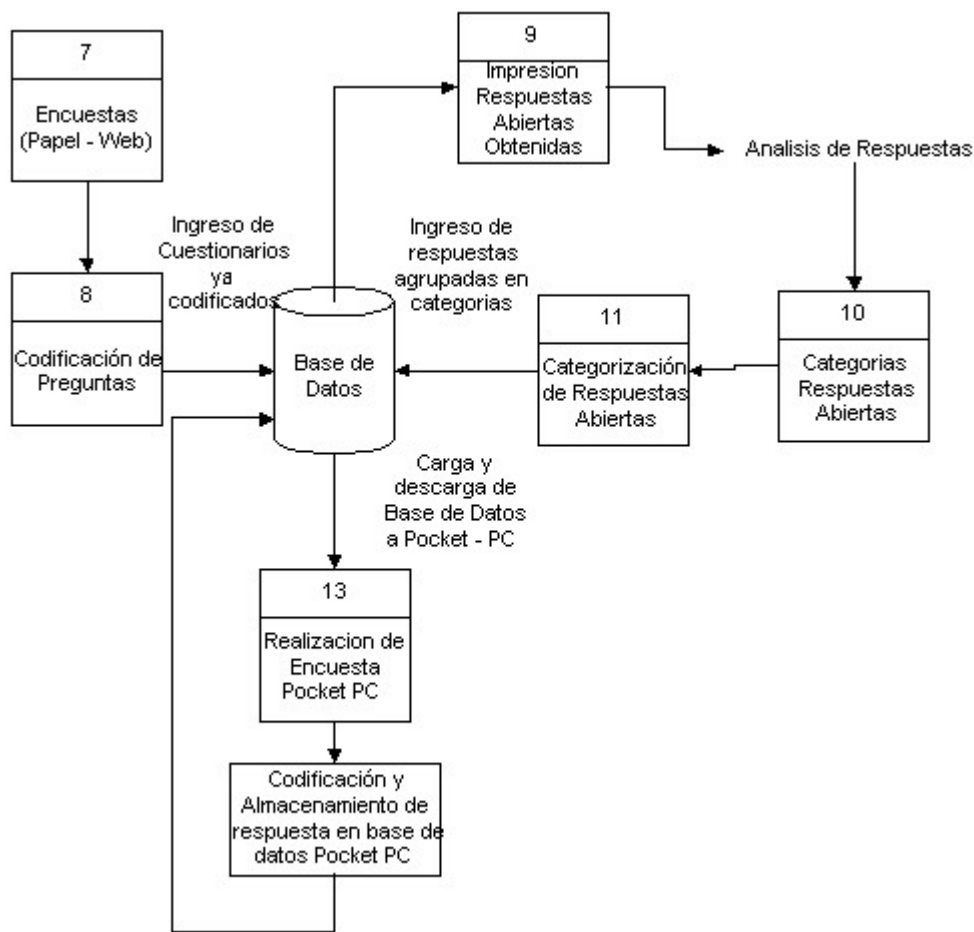 7
Encuestas
(Papel - Web)
8
Codificación de
Preguntas
Ingreso de
Cuestionarios
ya
codificados
Base de
Datos
9
Impresion
Respuestas
Abiertas
Obtenidas
Analisis de Respuestas
10
Categorias
Respuestas
Abiertas
11
Categorización
de Respuestas
Abiertas
Ingreso de
respuestas
agrupadas en
categorias
Carga y
descarga de
Base de Datos
a Pocket - PC
13
Realizacion de
Encuesta
Pocket PC
Codificación y
Almacenamiento de
respuesta en base de
datos Pocket PC